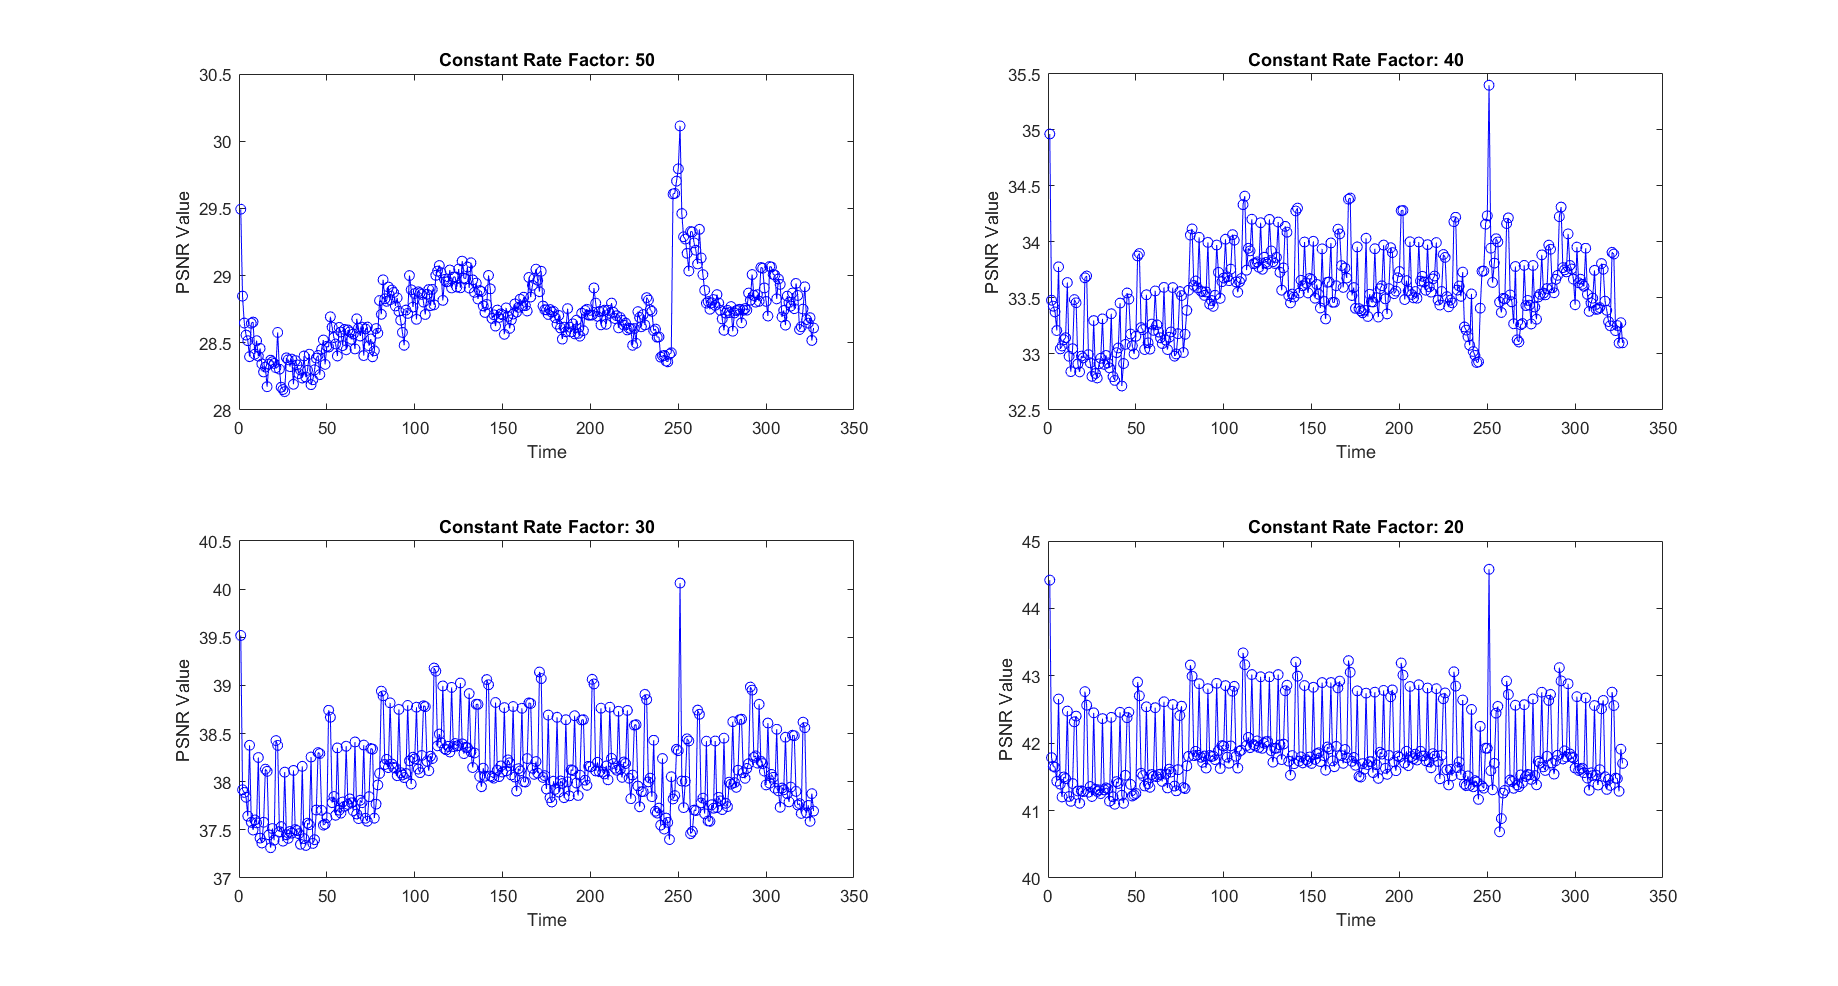 Constant Rate Factor: 50
30.5
30
29.5
29
28.5
28
PSNR Value
0 50 100 150 200 250 300 350
Time
Constant Rate Factor: 40
35.5
35
34.5
34
33.5
33
32.5
PSNR Value
0 50 100 150 200 250 300 350
Time
Constant Rate Factor: 30
40.5
40
39.5
39
38.5
38
37.5
37
PSNR Value
0 50 100 150 200 250 300 350
Time
Constant Rate Factor: 20
45
44
43
42
41
40
PSNR Value
0 50 100 150 200 250 300 350
Time